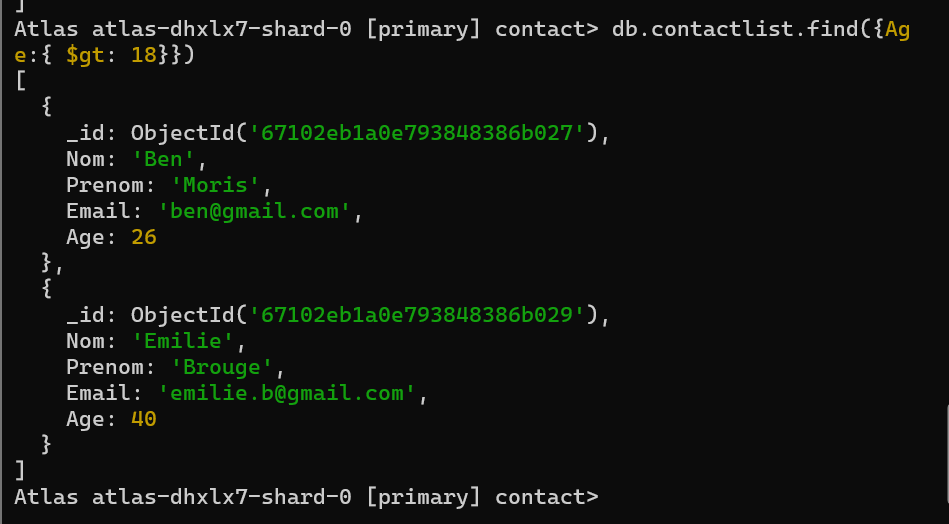 ]
Atlas atlas-dhxlx7-shard-0 [primary] contact> db.contactlist.find({Ag
e:{ $gt: 18}})
[
  {
    _id: ObjectId('67102eb1a0e793848386b027'),
    Nom: 'Ben',
    Prenom: 'Moris',
    Email: 'ben@gmail.com',
    Age: 26
  },
  {
    _id: ObjectId('67102eb1a0e793848386b029'),
    Nom: 'Emilie',
    Prenom: 'Brouge',
    Email: 'emilie.b@gmail.com',
    Age: 40
  }
]
Atlas atlas-dhxlx7-shard-0 [primary] contact>